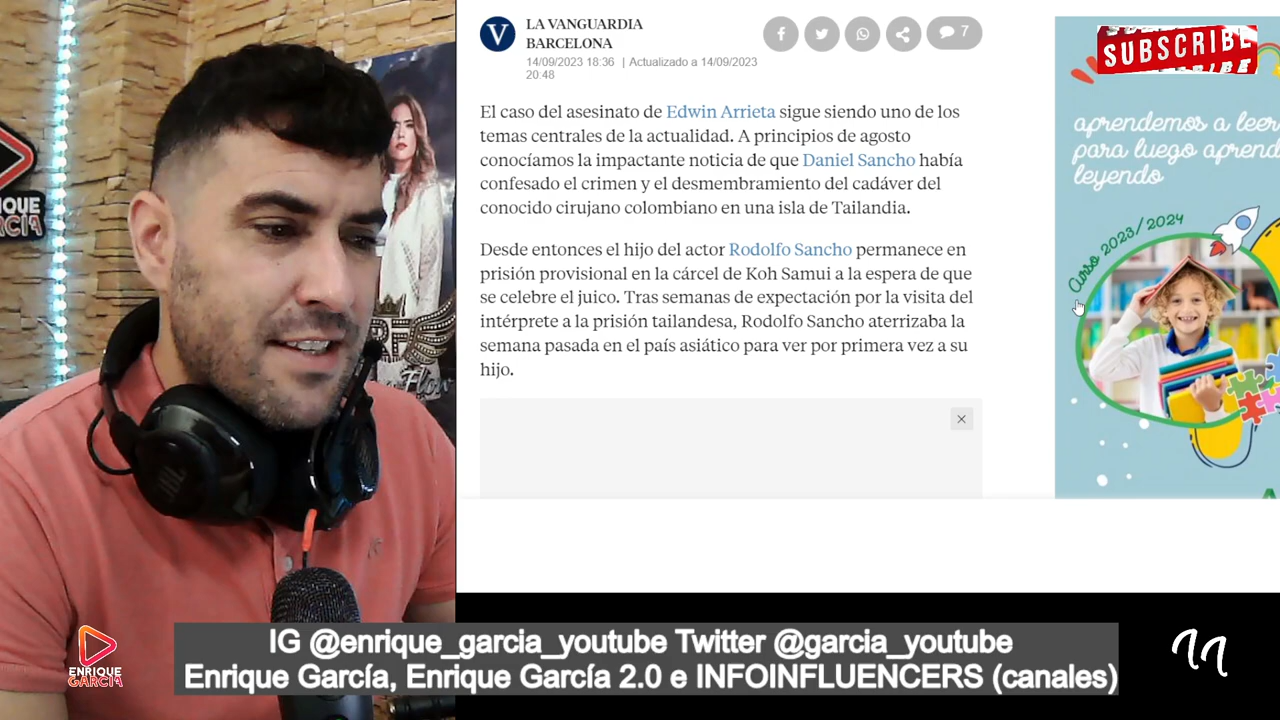 LA VANGUARDIA
BARCELONA
14/09/2023 18:36 | Actualizado a 14/09/2023
20:48
7
SUBSCRIBE
El caso del asesinato de Edwin Arrieta sigue siendo uno de los
temas centrales de la actualidad. A principios de agosto
conocíamos la impactante noticia de que Daniel Sancho había
confesado el crimen y el desmembramiento del cadáver del
conocido cirujano colombiano en una isla de Tailandia.
Desde entonces el hijo del actor Rodolfo Sancho permanece en
prisión provisional en la cárcel de Koh Samui a la espera de que
se celebre el juico. Tras semanas de expectación por la visita del
intérprete a la prisión tailandesa, Rodolfo Sancho aterrizaba la
semana pasada en el país asiático para ver por primera vez a su
hijo.
aprendemos a leer
para luego aprend
leyendo
Curso 2023/2024
IQUE
GARCÍA
JBL
IG @enrique_garcia_youtube Twitter @garcia_youtube
Enrique García, Enrique García 2.0 e INFOINFLUENCERS (canales)
ENRIQUE
GARCÍA